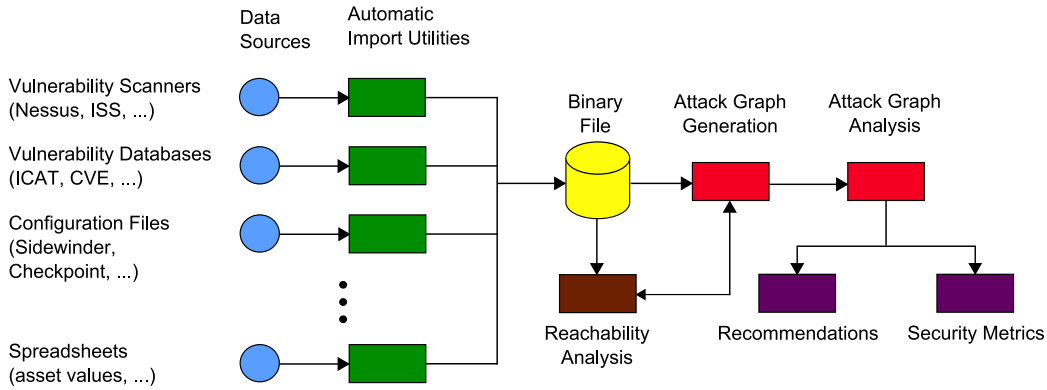 Data
Sources
Automatic
Import Utilities
Vulnerability Scanners
(Nessus, ISS, ...)
Vulnerability Databases
(ICAT, CVE, ...)
Configuration Files
(Sidewinder,
Checkpoint, ...)
Spreadsheets
(asset values, ...)
Binary
File
Attack Graph
Generation
Attack Graph
Analysis
Reachability
Analysis
Recommendations
Security Metrics